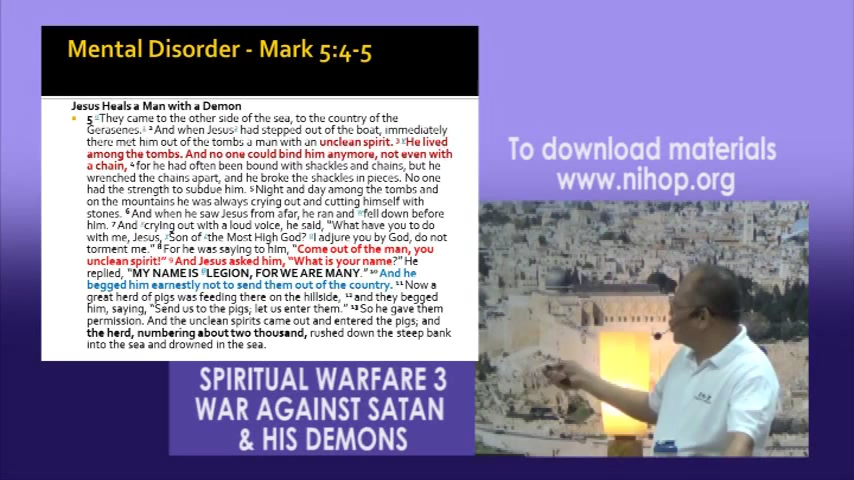 Mental Disorder - Mark 5:4-5
Jesus Heals a Man with a Demon
5 They came to the other side of the sea, to the country of the
Gerasenes. 2 And when Jesus had stepped out of the boat, immediately
there met him out of the tombs a man with an unclean spirit. 3 He lived
among the tombs. And no one could bind him anymore, not even with
a chain, 4 for he had often been bound with shackles and chains, but he
wrenched the chains apart, and he broke the shackles in pieces. No one
had the strength to subdue him. 5 Night and day among the tombs and
on the mountains he was always crying out and cutting himself with
stones. 6 And when he saw Jesus from afar, he ran and fell down before
him. 7 And crying out with a loud voice, he said, "What have you to do
with me, Jesus, Son of the Most High God? I adjure you by God, do not
torment me." 8 For he was saying to him, "Come out of the man, you
unclean spirit!" 9 And Jesus asked him, "What is your name?" He
replied, "MY NAME IS LEGION, FOR WE ARE MANY." 10 And he
begged him earnestly not to send them out of the country. 11 Now a
great herd of pigs was feeding there on the hillside, 12 and they begged
him, saying, "Send us to the pigs; let us enter them." 13 So he gave them
permission. And the unclean spirits came out and entered the pigs; and
the herd, numbering about two thousand, rushed down the steep bank
into the sea and drowned in the sea.
To download materials
www.nihop.org
SPIRITUAL WARFARE 3
WAR AGAINST SATAN
& HIS DEMONS